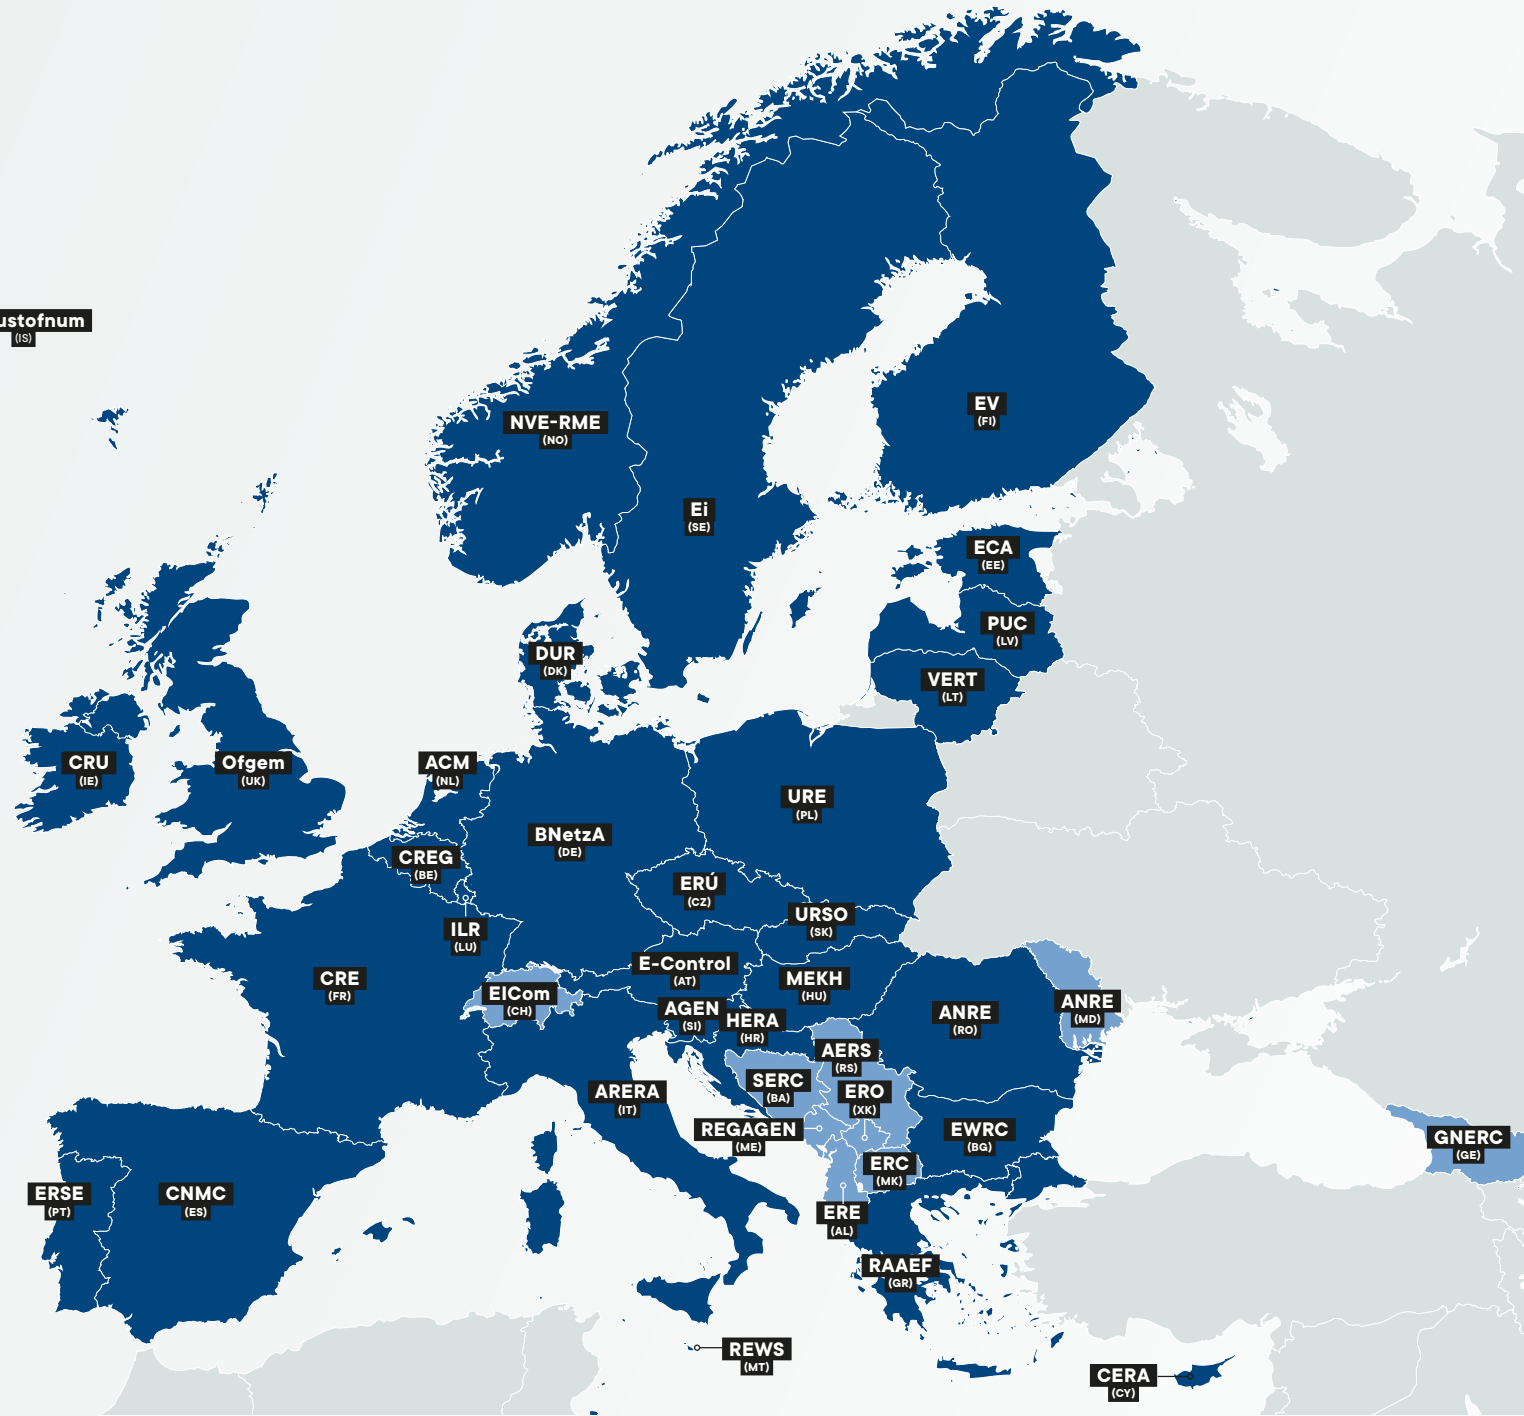 ustofnum
(IS)
NVE-RME
(NO)
EV
(FI)
Ei
(SE)
ECA
(EE)
PUC
(LV)
DUR
(DK)
VERT
(LT)
CRU
(IE)
Ofgem
(UK)
ACM
(NL)
URE
(PL)
BNetzA
(DE)
CREG
(BE)
ERÚ
(CZ)
URSO
(SK)
ILR
(LU)
E-Control
(AT)
CRE
(FR)
MEKH
(HU)
ElCom
(CH)
ANRE
(MD)
AGEN
(SI)
HERA
(HR)
ANRE
(RO)
AERS
(RS)
SERC
(BA)
ERO
(XK)
ARERA
(IT)
REGAGEN
(ME)
EWRC
(BG)
GNERC
(GE)
ERC
(MK)
ERSE
(PT)
CNMC
(ES)
ERE
(AL)
RAAEF
(GR)
REWS
(MT)
CERA
(CY)